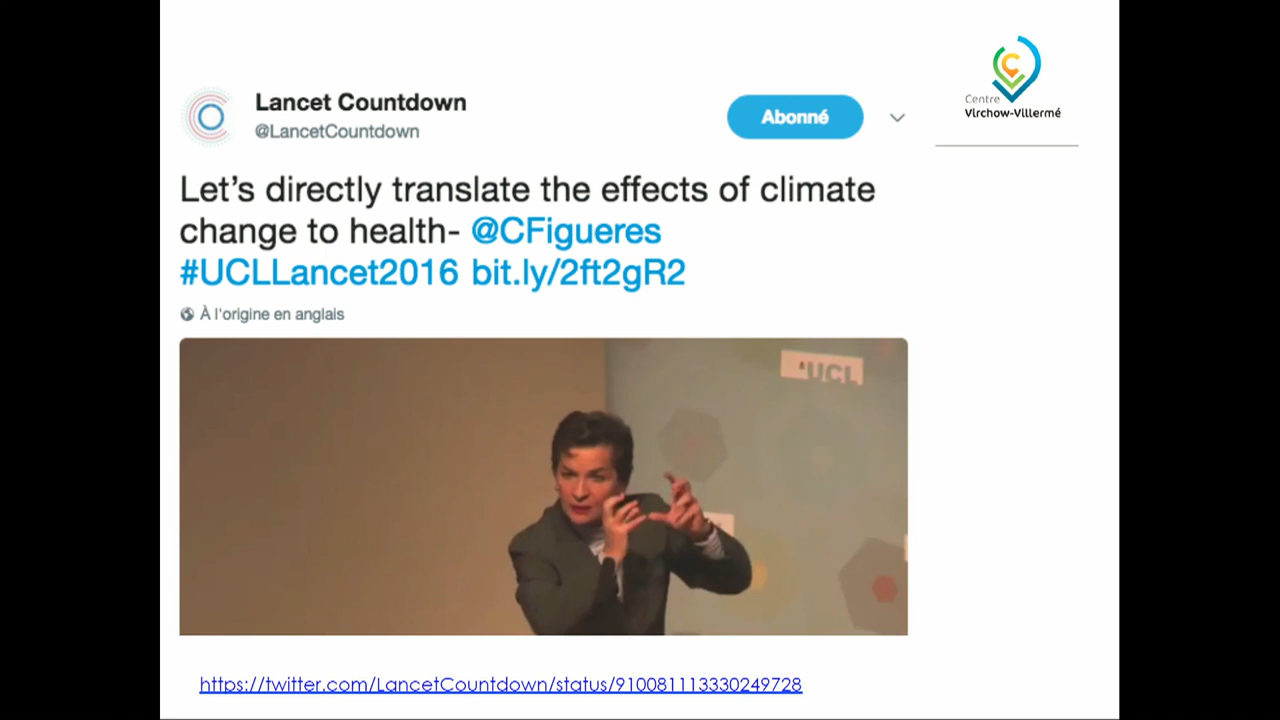 Lancet Countdown
@LancetCountdown
Abonné
Centre
Virchow-Villermé
Let's directly translate the effects of climate
change to health- @CFigueres
#UCLLancet2016 bit.ly/2ft2gR2
À l'origine en anglais
UCL
https://twitter.com/LancetCountdown/status/910081113330249728